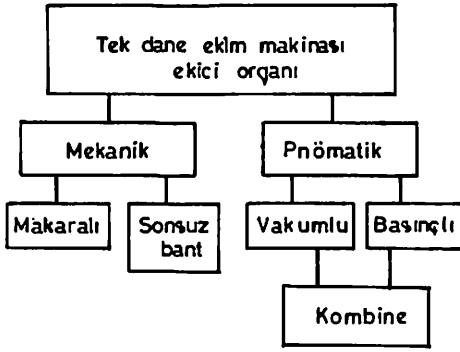 Tek dane ekim makinası
ekici organı
Mekanik
Pnömatik
Makaralı
Sonsuz
bant
Vakumlu
Basınçlı
Kombine